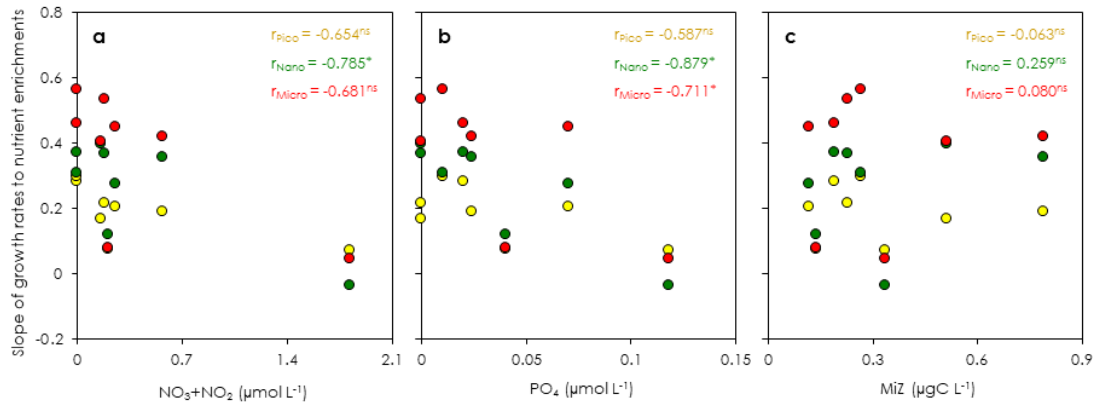 Slope of growth rates to nutrient enrichments
0.8
0.6
0.4
0.2
0
-0.2
a
rPico = -0.654ns
rNano = -0.785*
rMicro = -0.681ns
0
0.7
1.4
2.1
NO3+NO2 (µmol L-1)
b
rPico = -0.587ns
rNano = -0.879*
rMicro = -0.711*
0
0.05
0.1
0.15
PO4 (µmol L-1)
c
rPico = -0.063ns
rNano = 0.259ns
rMicro = 0.080ns
0
0.3
0.6
0.9
MiZ (µgC L-1)